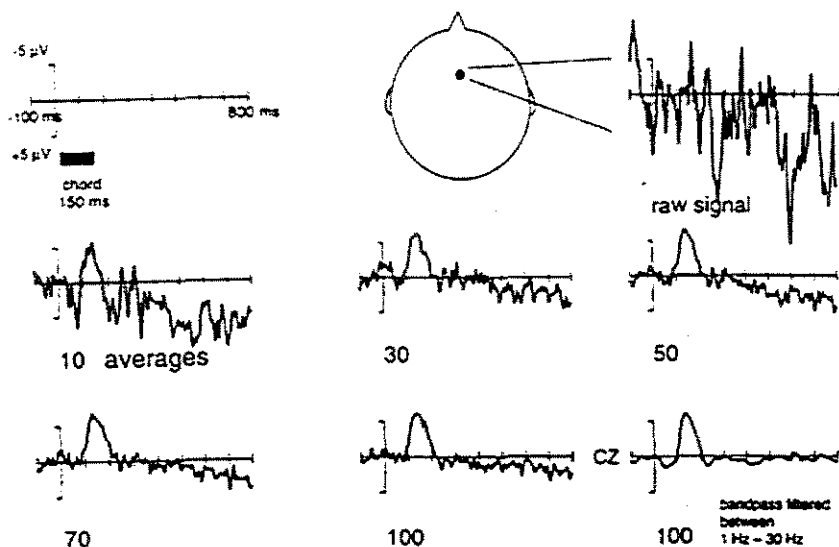 -5 µV
-100 ms
800 ms
+5 µV
chord
150 ms
raw signal
10 averages
30
50
70
100
CZ
100
bandpass filtered
between
1 Hz – 30 Hz